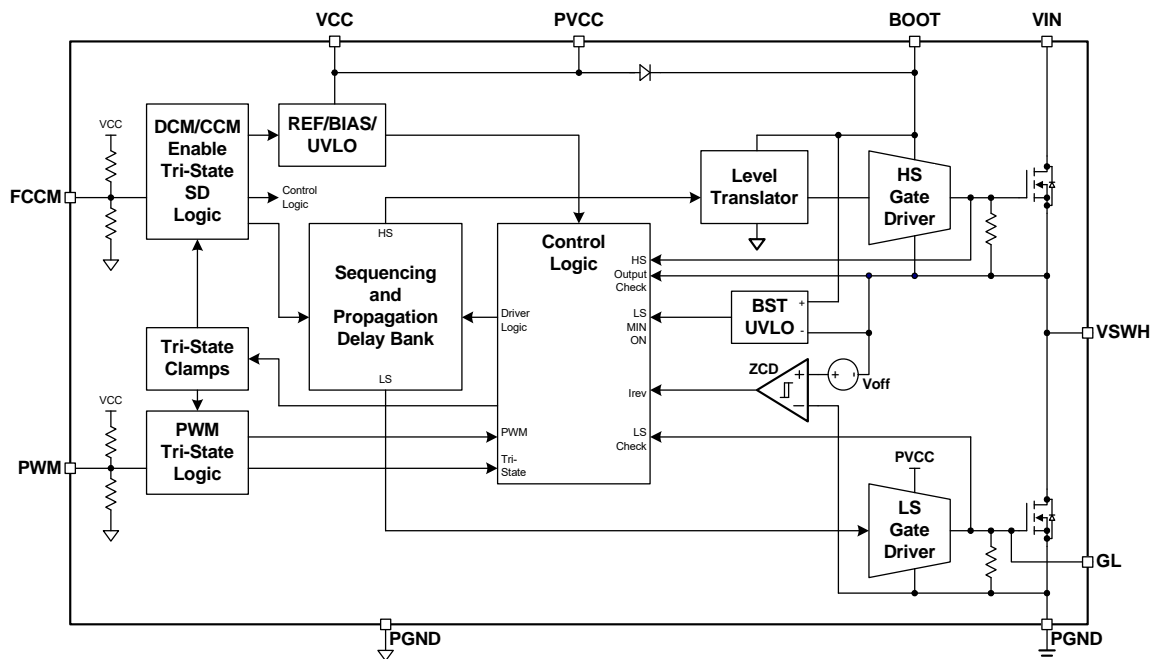 VCC
PVCC
BOOT
VIN
VCC
DCM/CCM
Enable
Tri-State
SD
Logic
REF/BIAS/
UVLO
FCCM
Control
Logic
Level
Translator
HS
Gate
Driver
HS
Sequencing
and
Propagation
Delay Bank
LS
Control
Logic
HS
Output
Check
Driver
Logic
LS
MIN
ON
Irev
LS
Check
PWM
Tri-
State
BST
UVLO
+
-
VSWH
ZCD
+
−
+
-
Voff
Tri-State
Clamps
VCC
PWM
Tri-State
Logic
PWM
PVCC
LS
Gate
Driver
GL
PGND
PGND